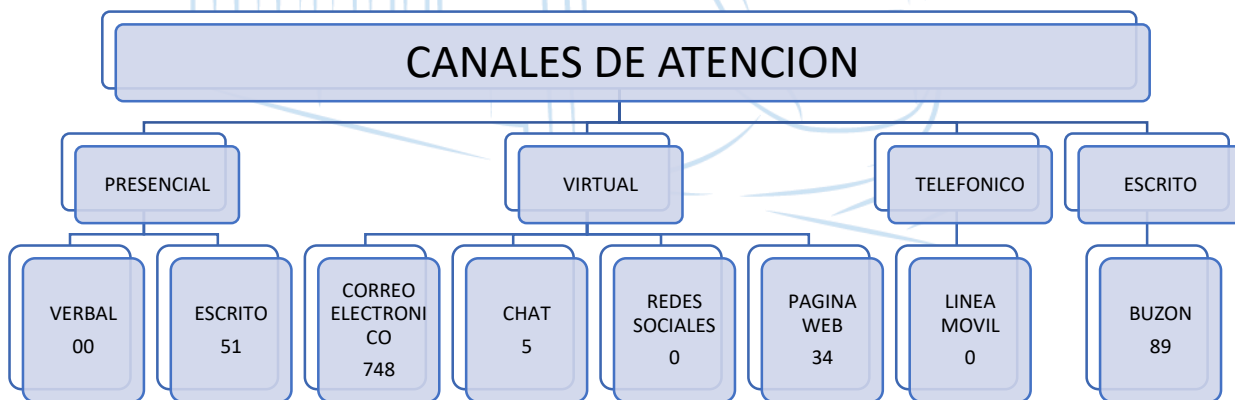 CANALES DE ATENCION
PRESENCIAL
VIRTUAL
TELEFONICO
ESCRITO
VERBAL
00
ESCRITO
51
CORREO
ELECTRONI
CO
748
CHAT
5
REDES
SOCIALES
0
PAGINA
WEB
34
LINEA
MOVIL
0
BUZON
89